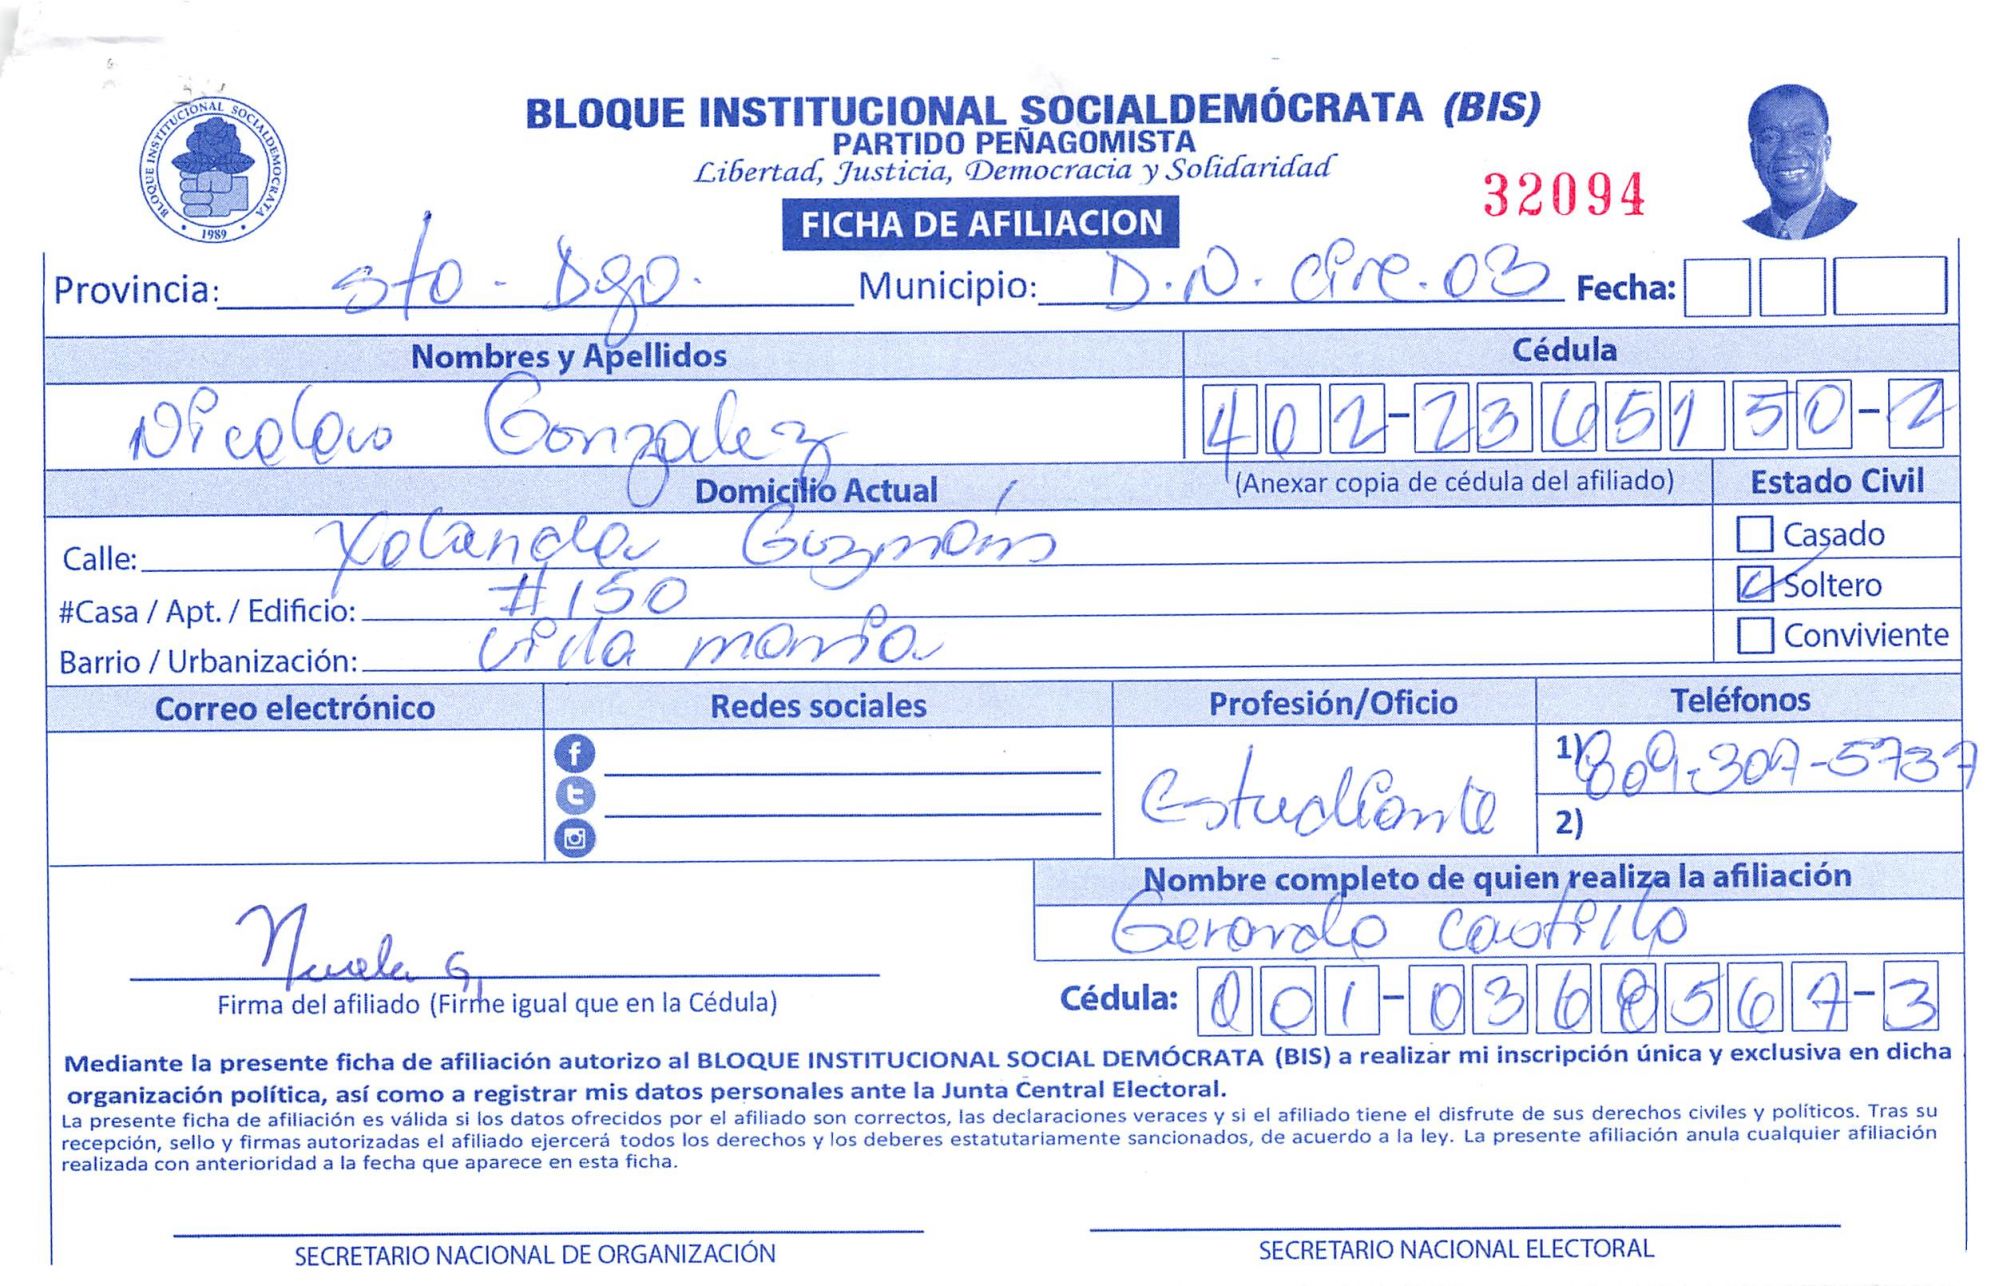 BLOQUE INSTITUCIONAL SOCIALDEMÓCRATA (BIS)
PARTIDO PEÑAGOMISTA
Libertad, Justicia, Democracia y Solidaridad
32094
BLOQUE INSTITUCIONAL SOCIALDEMOCRATA
1989
FICHA DE AFILIACION
Provincia: Sto - Dgo. Municipio: D.N. Circ. 03 Fecha:
Nombres y Apellidos Cédula
Nicolas Gonzalez 402-2365150-2
Domicilio Actual (Anexar copia de cédula del afiliado) Estado Civil
Calle: Yolanda Guzmán Casado
#Casa / Apt. / Edificio: #150 Soltero
Barrio / Urbanización: Villa maria Conviviente
Correo electrónico Redes sociales Profesión/Oficio Teléfonos
Estudiante 1) 809-307-5737
2)
Nombre completo de quien realiza la afiliación
Gerardo Castillo
Firma del afiliado (Firme igual que en la Cédula) Cédula: 001-0360567-3
Mediante la presente ficha de afiliación autorizo al BLOQUE INSTITUCIONAL SOCIAL DEMÓCRATA (BIS) a realizar mi inscripción única y exclusiva en dicha
organización política, así como a registrar mis datos personales ante la Junta Central Electoral.
La presente ficha de afiliación es válida si los datos ofrecidos por el afiliado son correctos, las declaraciones veraces y si el afiliado tiene el disfrute de sus derechos civiles y políticos. Tras su
recepción, sello y firmas autorizadas el afiliado ejercerá todos los derechos y los deberes estatutariamente sancionados, de acuerdo a la ley. La presente afiliación anula cualquier afiliación
realizada con anterioridad a la fecha que aparece en esta ficha.
SECRETARIO NACIONAL DE ORGANIZACIÓN SECRETARIO NACIONAL ELECTORAL